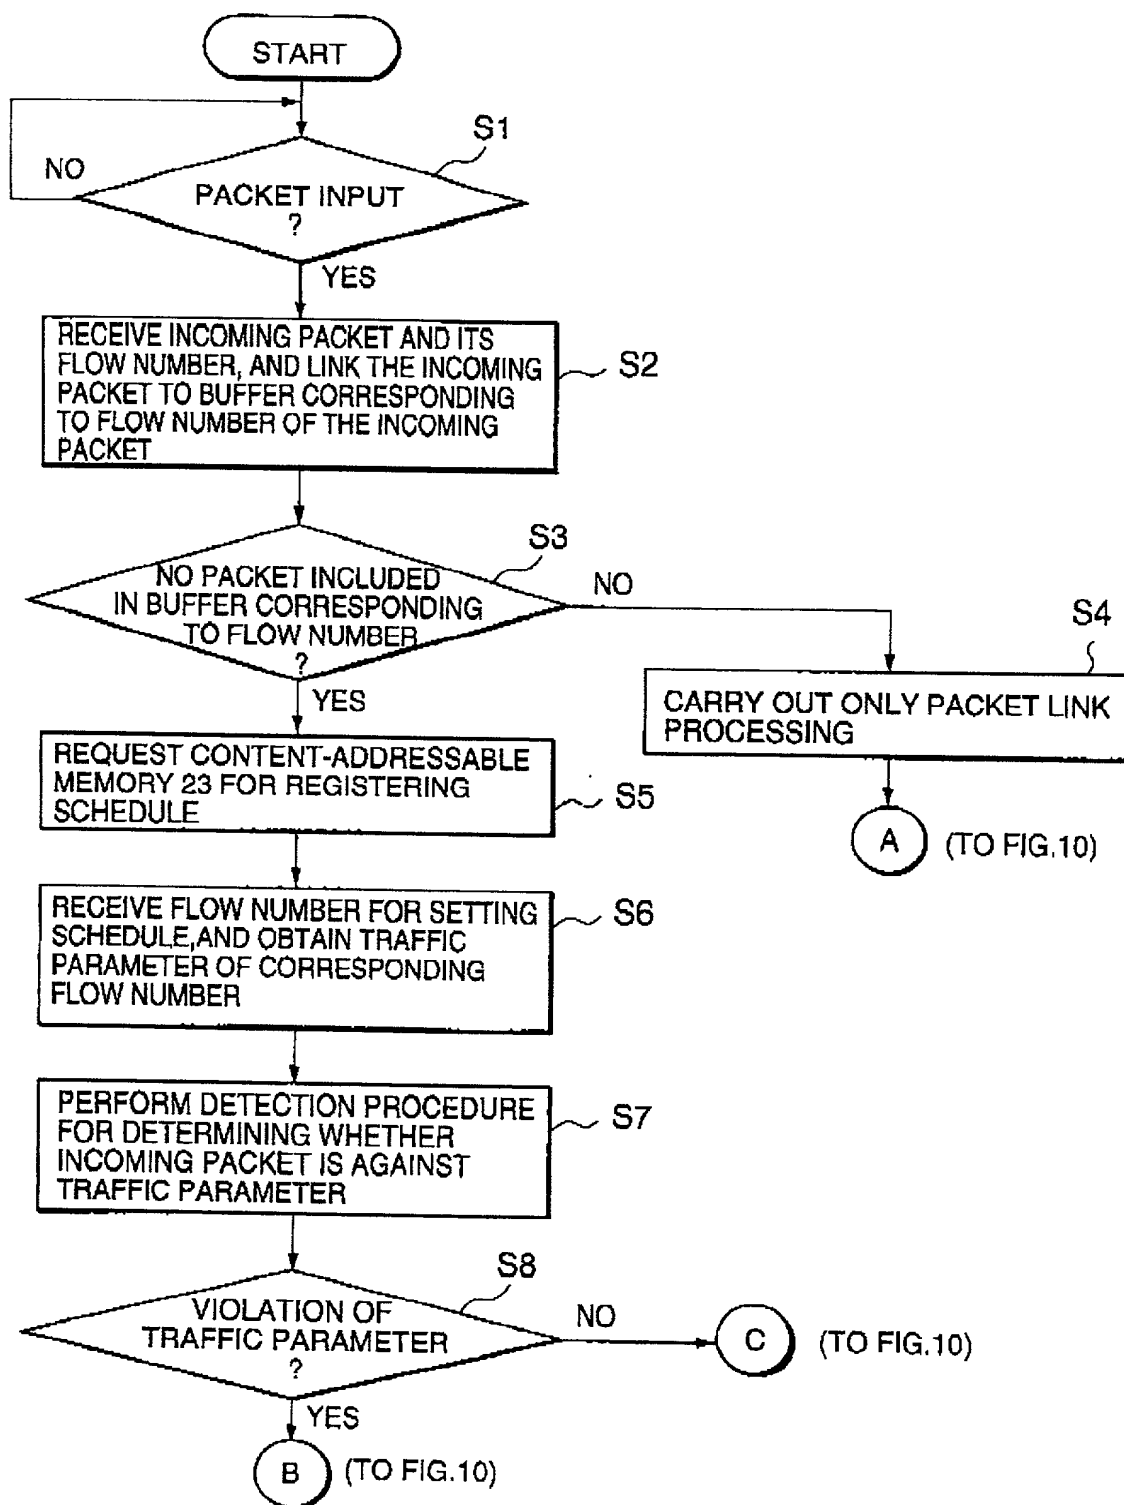 START
S1
NO
PACKET INPUT
?
YES
RECEIVE INCOMING PACKET AND ITS
FLOW NUMBER, AND LINK THE INCOMING
PACKET TO BUFFER CORRESPONDING
TO FLOW NUMBER OF THE INCOMING
PACKET
S2
S3
NO PACKET INCLUDED
IN BUFFER CORRESPONDING
TO FLOW NUMBER
?
NO
YES
S4
CARRY OUT ONLY PACKET LINK
PROCESSING
A
(TO FIG.10)
REQUEST CONTENT-ADDRESSABLE
MEMORY 23 FOR REGISTERING
SCHEDULE
S5
RECEIVE FLOW NUMBER FOR SETTING
SCHEDULE,AND OBTAIN TRAFFIC
PARAMETER OF CORRESPONDING
FLOW NUMBER
S6
PERFORM DETECTION PROCEDURE
FOR DETERMINING WHETHER
INCOMING PACKET IS AGAINST
TRAFFIC PARAMETER
S7
S8
VIOLATION OF
TRAFFIC PARAMETER
?
NO
C
(TO FIG.10)
YES
B
(TO FIG.10)